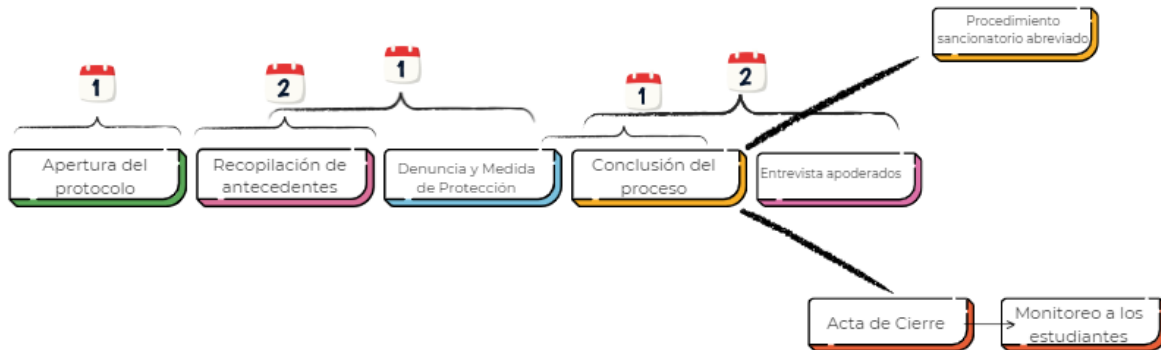 Procedimiento
sancionatorio abreviado
1
2
1
1
2
Apertura del
protocolo
Recopilación de
antecedentes
Denuncia y Medida
de Protección
Conclusión del
proceso
Entrevista apoderados
Acta de Cierre
Monitoreo a los
estudiantes